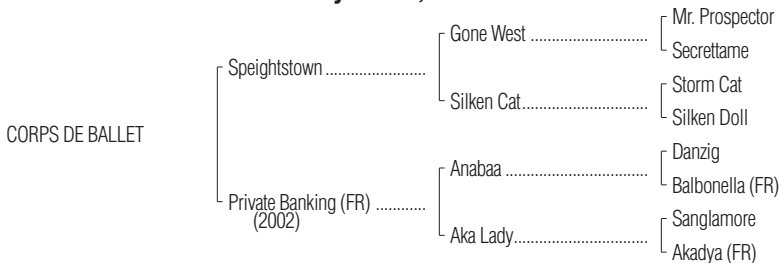 Mr. Prospector
Gone West ..............................
Secrettame
Speightstown .........................
Storm Cat
Silken Cat................................
Silken Doll
CORPS DE BALLET
Danzig
Anabaa ....................................
Balbonella (FR)
Private Banking (FR) ............
(2002)
Sanglamore
Aka Lady..................................
Akadya (FR)